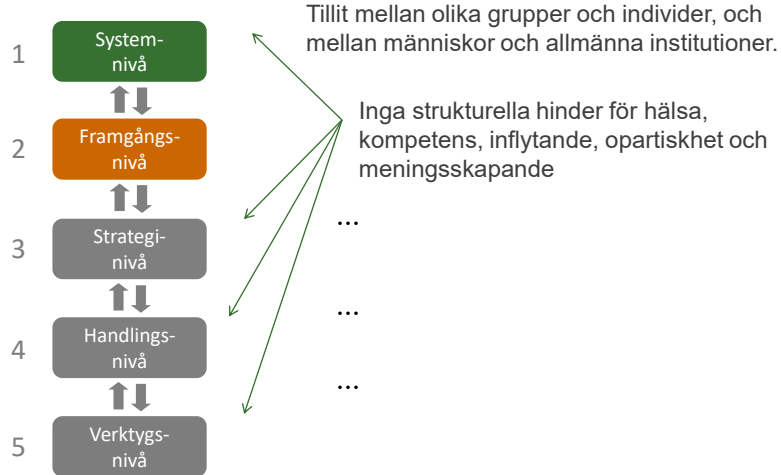 Tillit mellan olika grupper och individer, och
mellan människor och allmänna institutioner.
1
System-
nivå
Inga strukturella hinder för hälsa,
kompetens, inflytande, opartiskhet och
meningsskapande
2
Framgångs-
nivå
3
Strategi-
nivå
...
4
Handlings-
nivå
...
5
Verktygs-
nivå
...